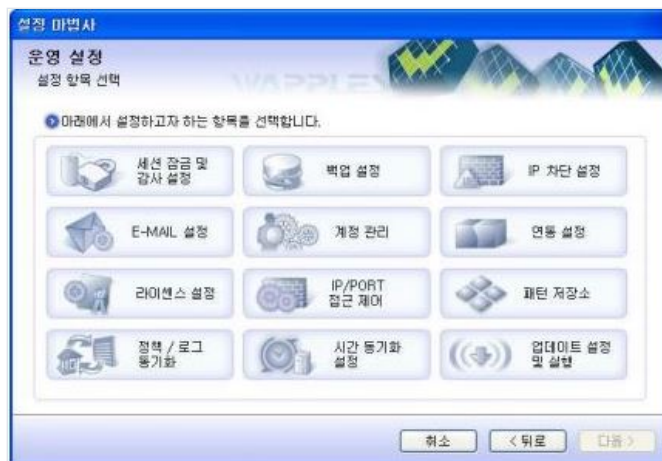 설정 마법사
운영 설정
설정 항목 선택
WAPPLES
아래에서 설정하고자 하는 항목를 선택합니다.
세션 잠금 및
감사 설정
백업 설정
IP 차단 설정
E-MAIL 설정
계정 관리
연동 설정
라이센스 설정
IP/PORT
접근 제어
패턴 저장소
정책 / 로그
동기화
시간 동기화
설정
업데이트 설정
및 실행
취소
< 뒤로
다음 >